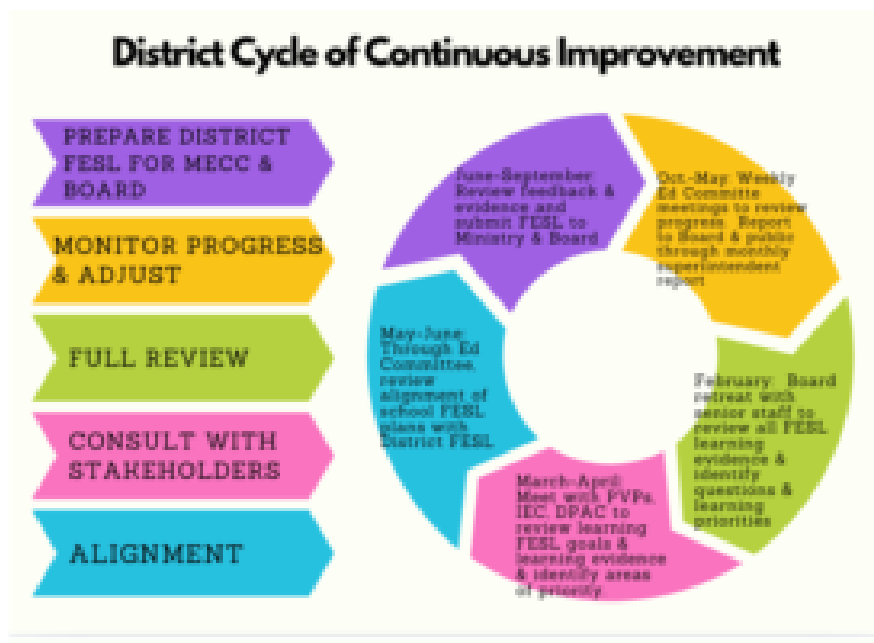 District Cycle of Continuous Improvement
PREPARE DISTRICT
FESL FOR MECC &
BOARD
MONITOR PROGRESS
& ADJUST
FULL REVIEW
CONSULT WITH
STAKEHOLDERS
ALIGNMENT
June-September:
Review feedback &
evidence and
submit FESL to
Ministry & Board
Oct.-May: Weekly
Ed Committe
meetings to review
progress. Report
to Board & public
through monthly
superintendent
report
February: Board
retreat with
senior staff to
review all FESL
learning
evidence &
identify
questions &
learning
priorities
March-April:
Meet with PVPs,
IEC, DPAC to
review learning
FESL goals &
learning evidence
& identify areas
of priority.
May-June:
Through Ed
Committee,
review
alignment of
school FESL
plans with
District FESL